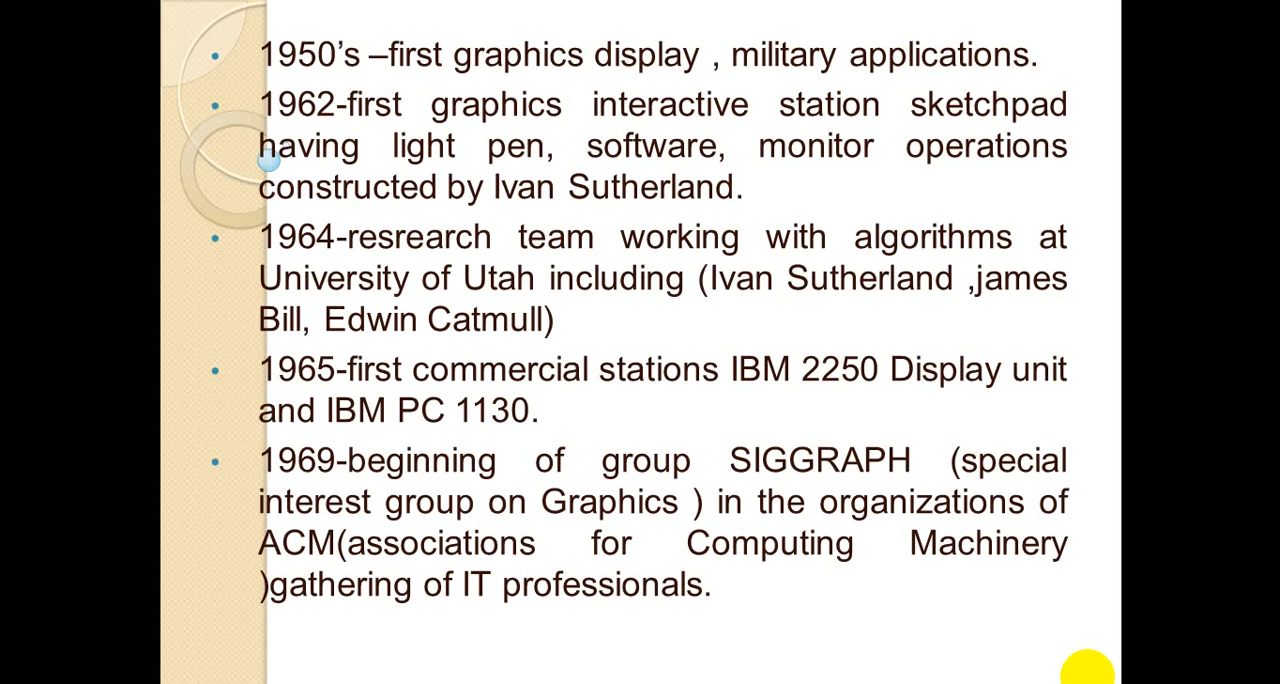 • 1950’s –first graphics display , military applications.
• 1962-first graphics interactive station sketchpad
having light pen, software, monitor operations
constructed by Ivan Sutherland.
• 1964-resrearch team working with algorithms at
University of Utah including (Ivan Sutherland ,james
Bill, Edwin Catmull)
• 1965-first commercial stations IBM 2250 Display unit
and IBM PC 1130.
• 1969-beginning of group SIGGRAPH (special
interest group on Graphics ) in the organizations of
ACM(associations for Computing Machinery
)gathering of IT professionals.